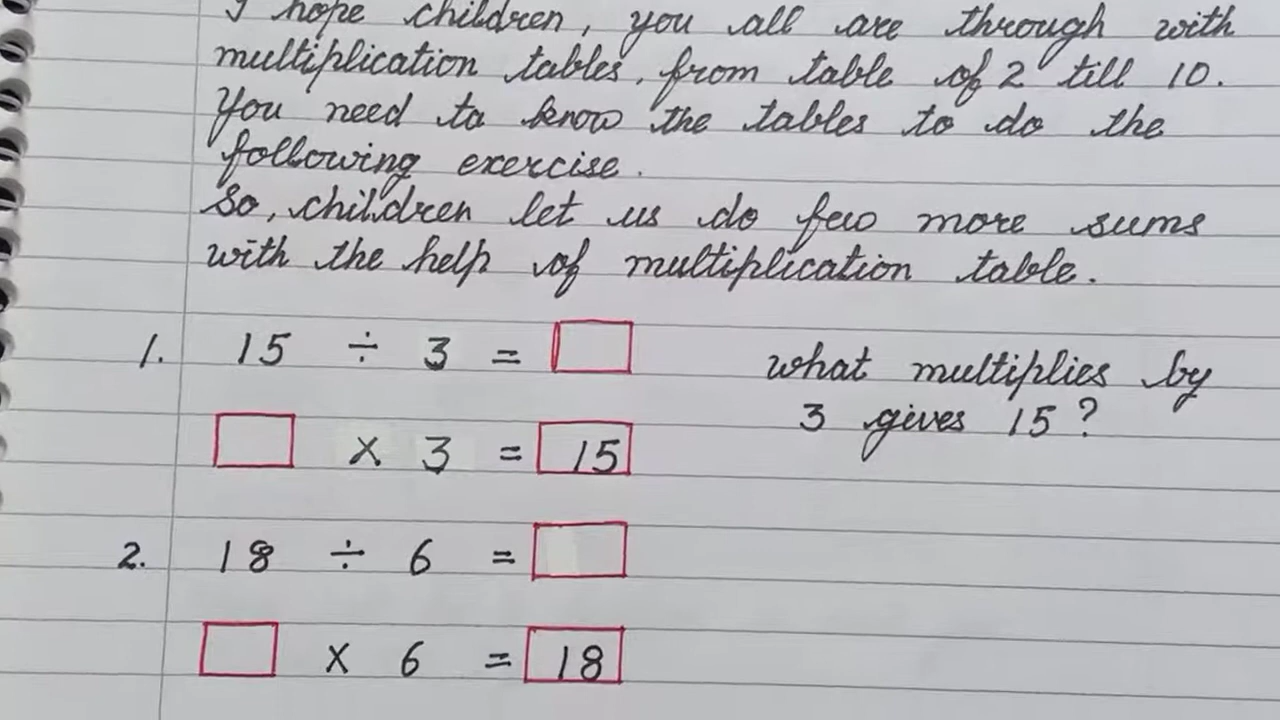 I hope children, you all are through with
multiplication tables, from table of 2 till 10.
You need to know the tables to do the
following exercise.
So, children let us do few more sums
with the help of multiplication table.
1. 15 ÷ 3 =
what multiplies by
3 gives 15?
x 3 = 15
2. 18 ÷ 6 =
x 6 = 18